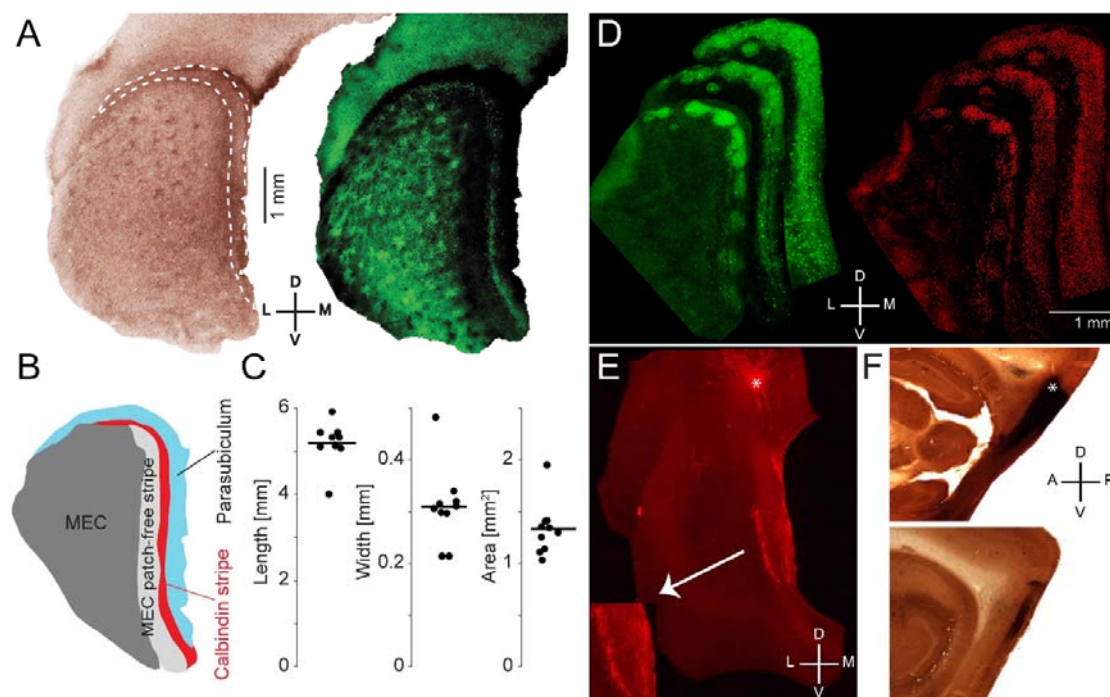 A
1 mm
D
L M
V
D
D
L M
V
1 mm
B
MEC
MEC patch-free stripe
Calbindin stripe
Parasubiculum
C
Length [mm]
6
4
2
0
Width [mm]
0.4
0.2
0
Area [mm²]
2
1
0
E
*
D
L M
V
F
*
D
A P
V